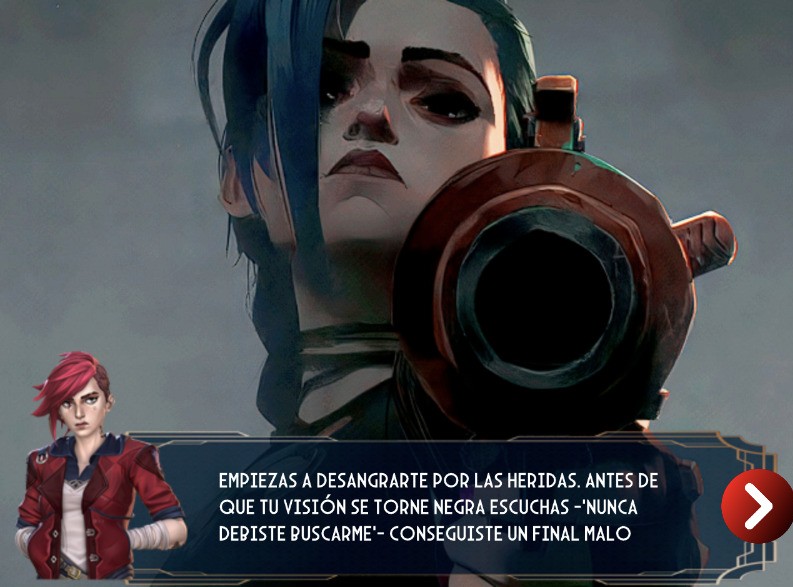 EMPIEZAS A DESANGRARTE POR LAS HERIDAS. ANTES DE
QUE TU VISIÓN SE TORNE NEGRA ESCUCHAS -'NUNCA
DEBISTE BUSCARME'- CONSEGUISTE UN FINAL MALO